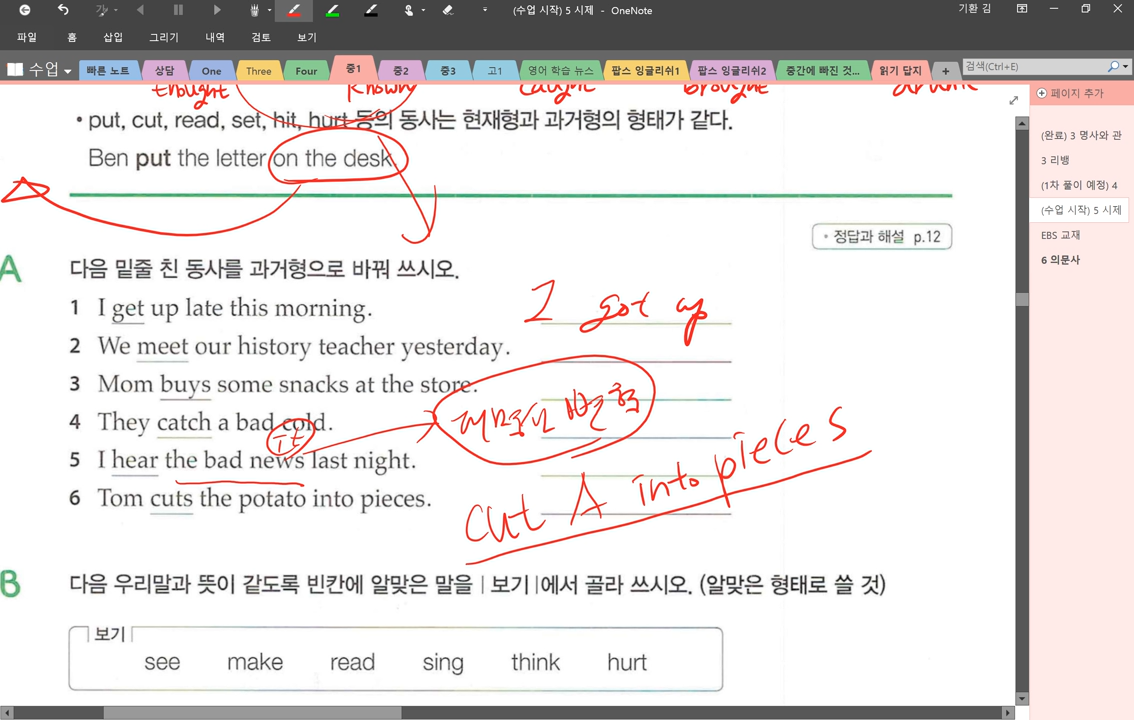 (수업 시작) 5 시제 - OneNote
기환 김
파일 홈 삽입 그리기 내역 검토 보기
수업 빠른 노트 상담 One Three Four 중1 중2 중3 고1 영어 학습 뉴스 팝스 잉글리쉬1 팝스 잉글리쉬2 중간에 빠진 것... 읽기 답지 +
검색(Ctrl+E)
페이지 추가
(완료) 3 명사와 관
3 리뱅
(1차 풀이 예정) 4
(수업 시작) 5 시제
EBS 교재
6 의문사
thought known caught brought drunk
• put, cut, read, set, hit, hurt 등의 동사는 현재형과 과거형의 형태가 같다.
Ben put the letter on the desk
• 정답과 해설 p.12
A 다음 밑줄 친 동사를 과거형으로 바꿔 쓰시오.
1 I get up late this morning.
I got up
2 We meet our history teacher yesterday.
3 Mom buys some snacks at the store.
4 They catch a bad cold.
it
5 I hear the bad news last night.
6 Tom cuts the potato into pieces.
cut A into pieces
B 다음 우리말과 뜻이 같도록 빈칸에 알맞은 말을 |보기|에서 골라 쓰시오. (알맞은 형태로 쓸 것)
보기
see make read sing think hurt